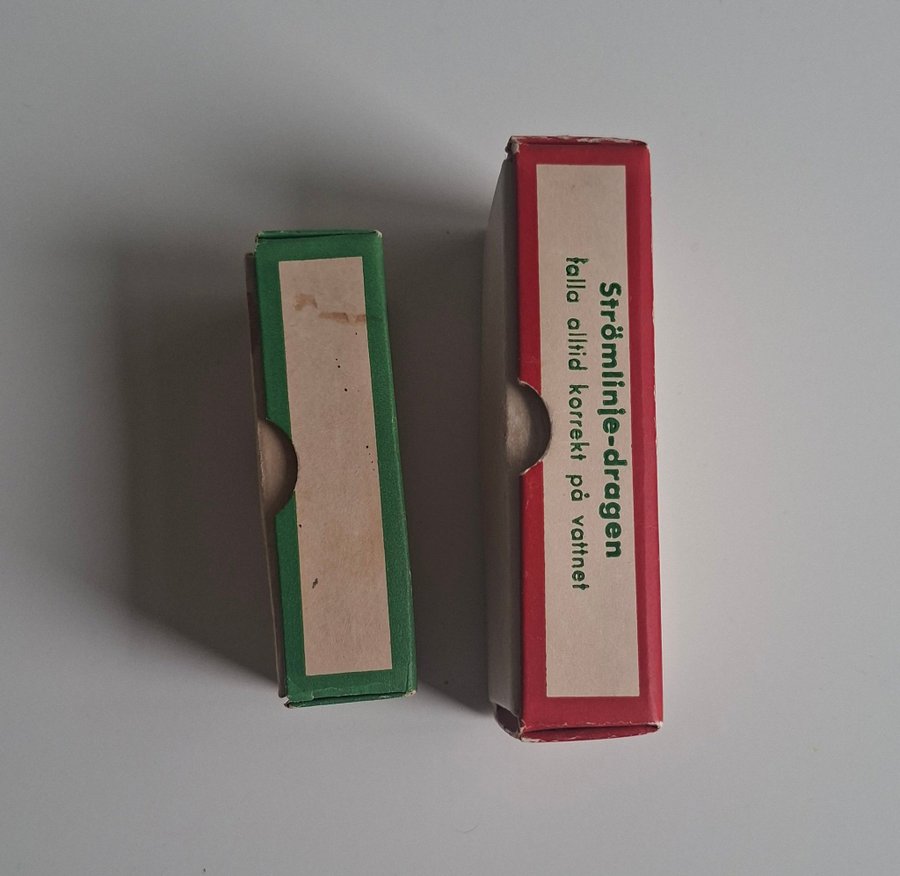 Strömlinje-dragen
falla alltid korrekt på vattnet